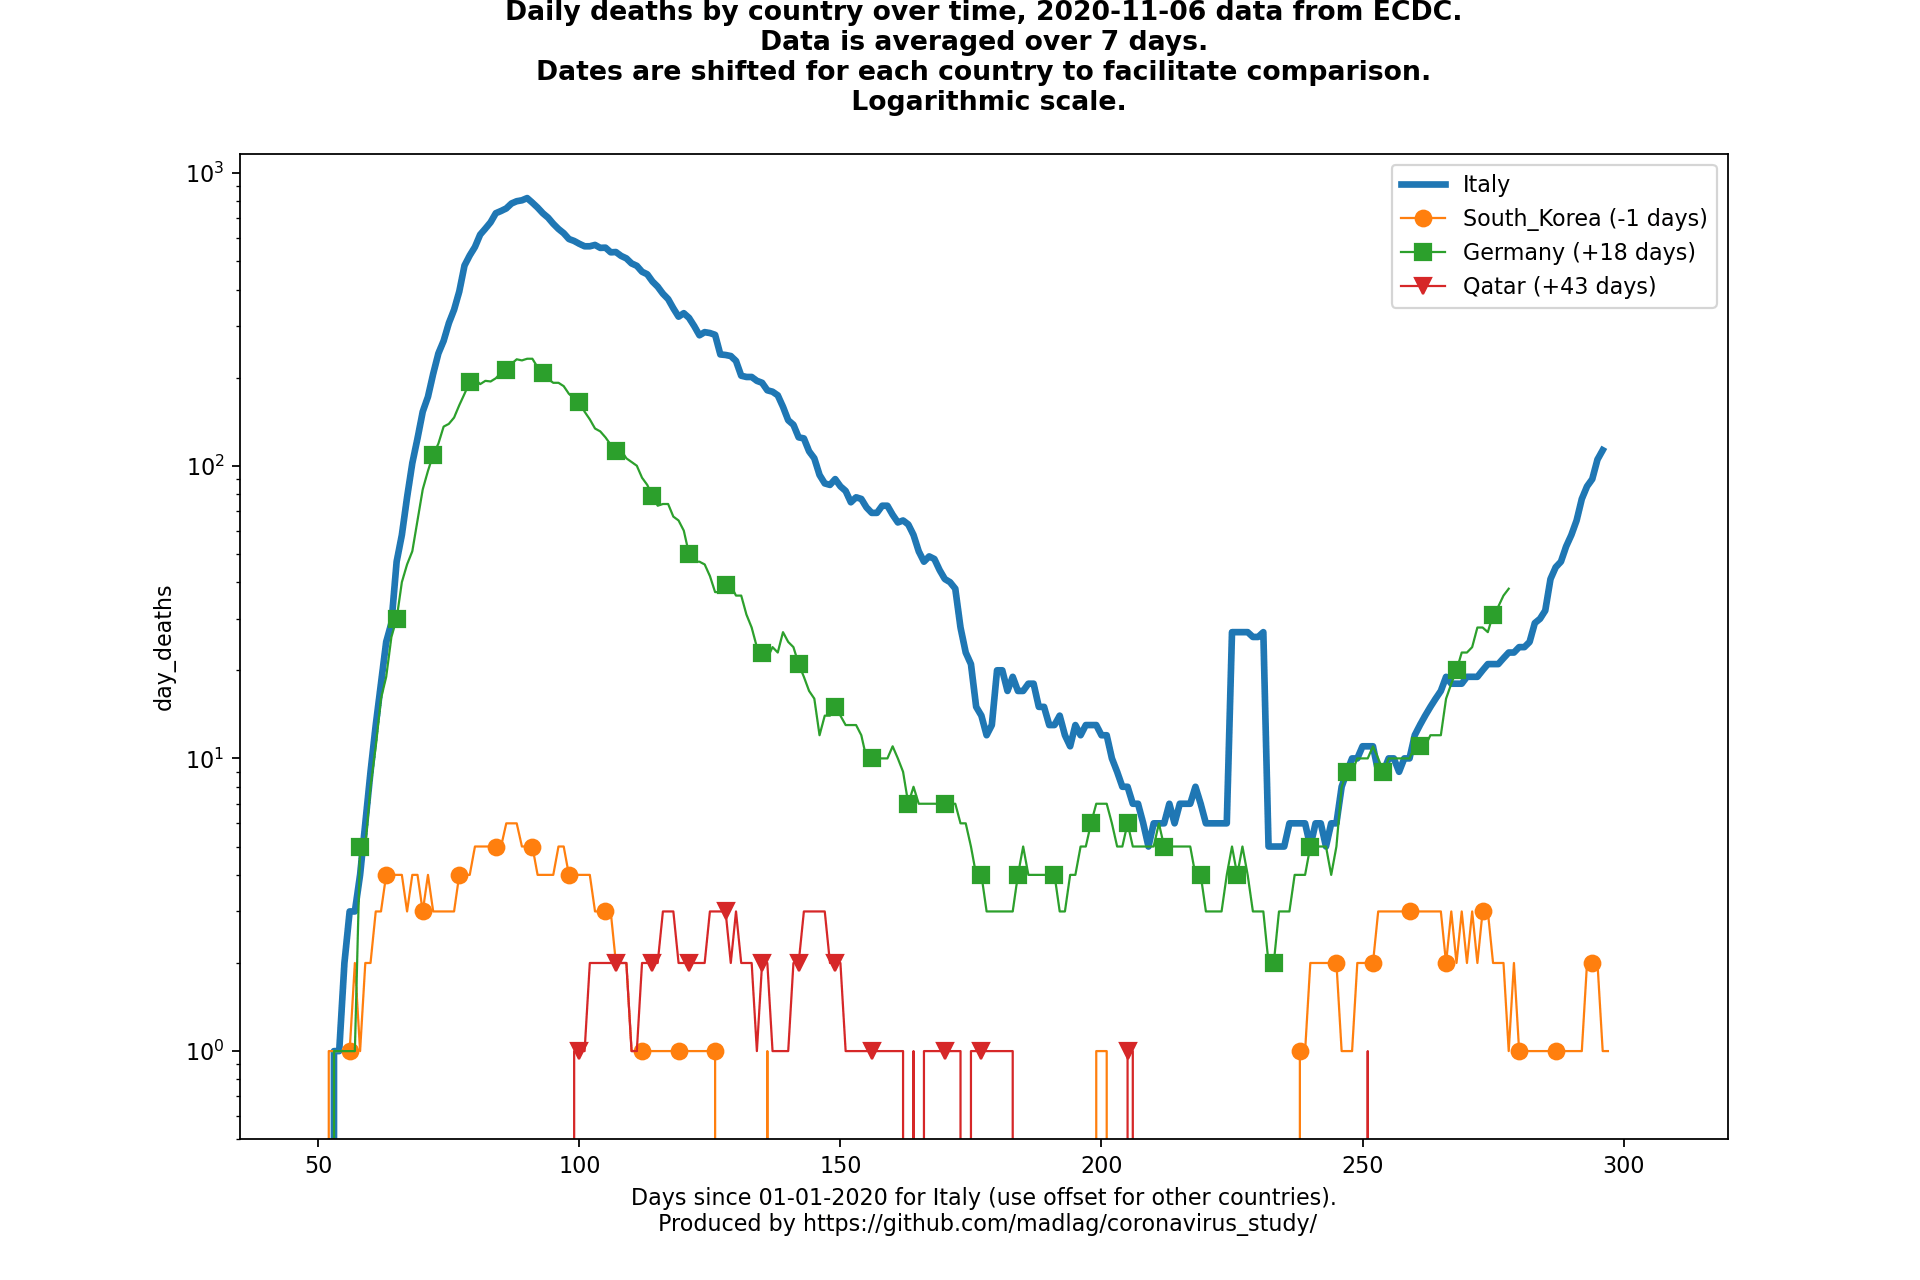 Daily deaths by country over time, 2020-11-06 data from ECDC.
Data is averaged over 7 days.
Dates are shifted for each country to facilitate comparison.
Logarithmic scale.
10³
10²
10¹
10⁰
day_deaths
Italy
South_Korea (-1 days)
Germany (+18 days)
Qatar (+43 days)
50 100 150 200 250 300
Days since 01-01-2020 for Italy (use offset for other countries).
Produced by https://github.com/madlag/coronavirus_study/